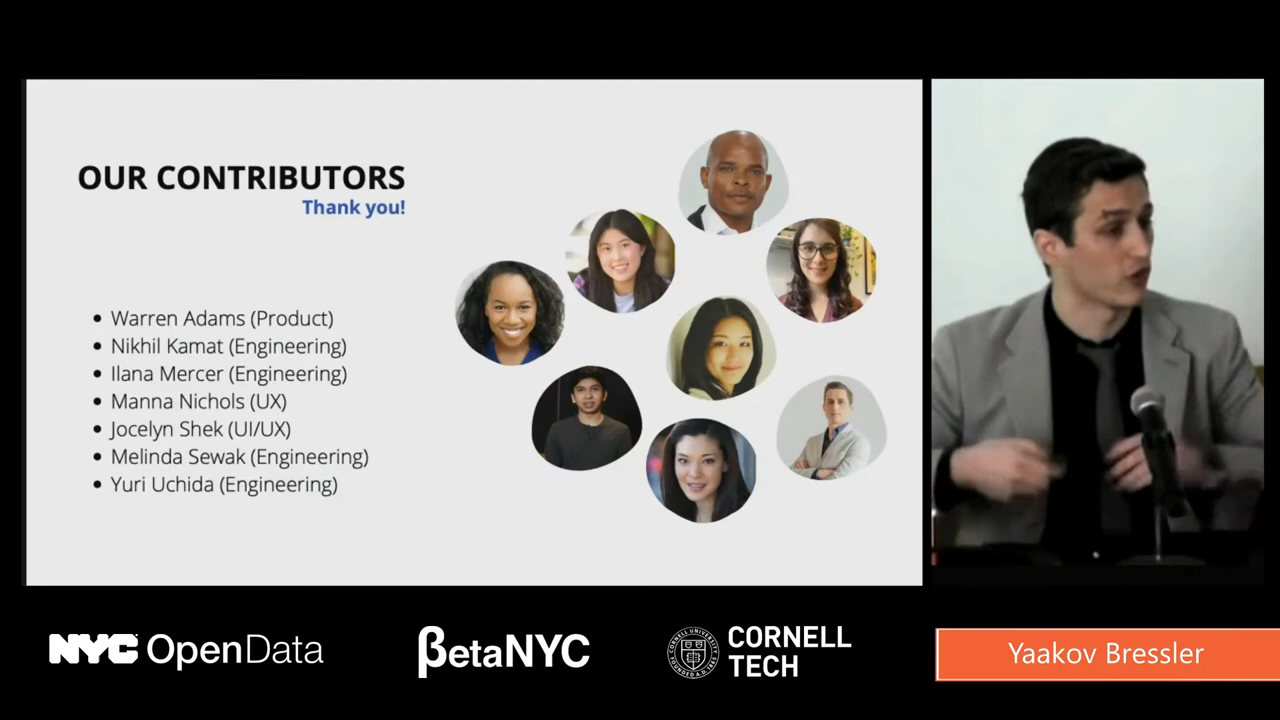 OUR CONTRIBUTORS
Thank you!
• Warren Adams (Product)
• Nikhil Kamat (Engineering)
• Ilana Mercer (Engineering)
• Manna Nichols (UX)
• Jocelyn Shek (UI/UX)
• Melinda Sewak (Engineering)
• Yuri Uchida (Engineering)
NYC OpenData
βetaNYC
CORNELL
TECH
Yaakov Bressler